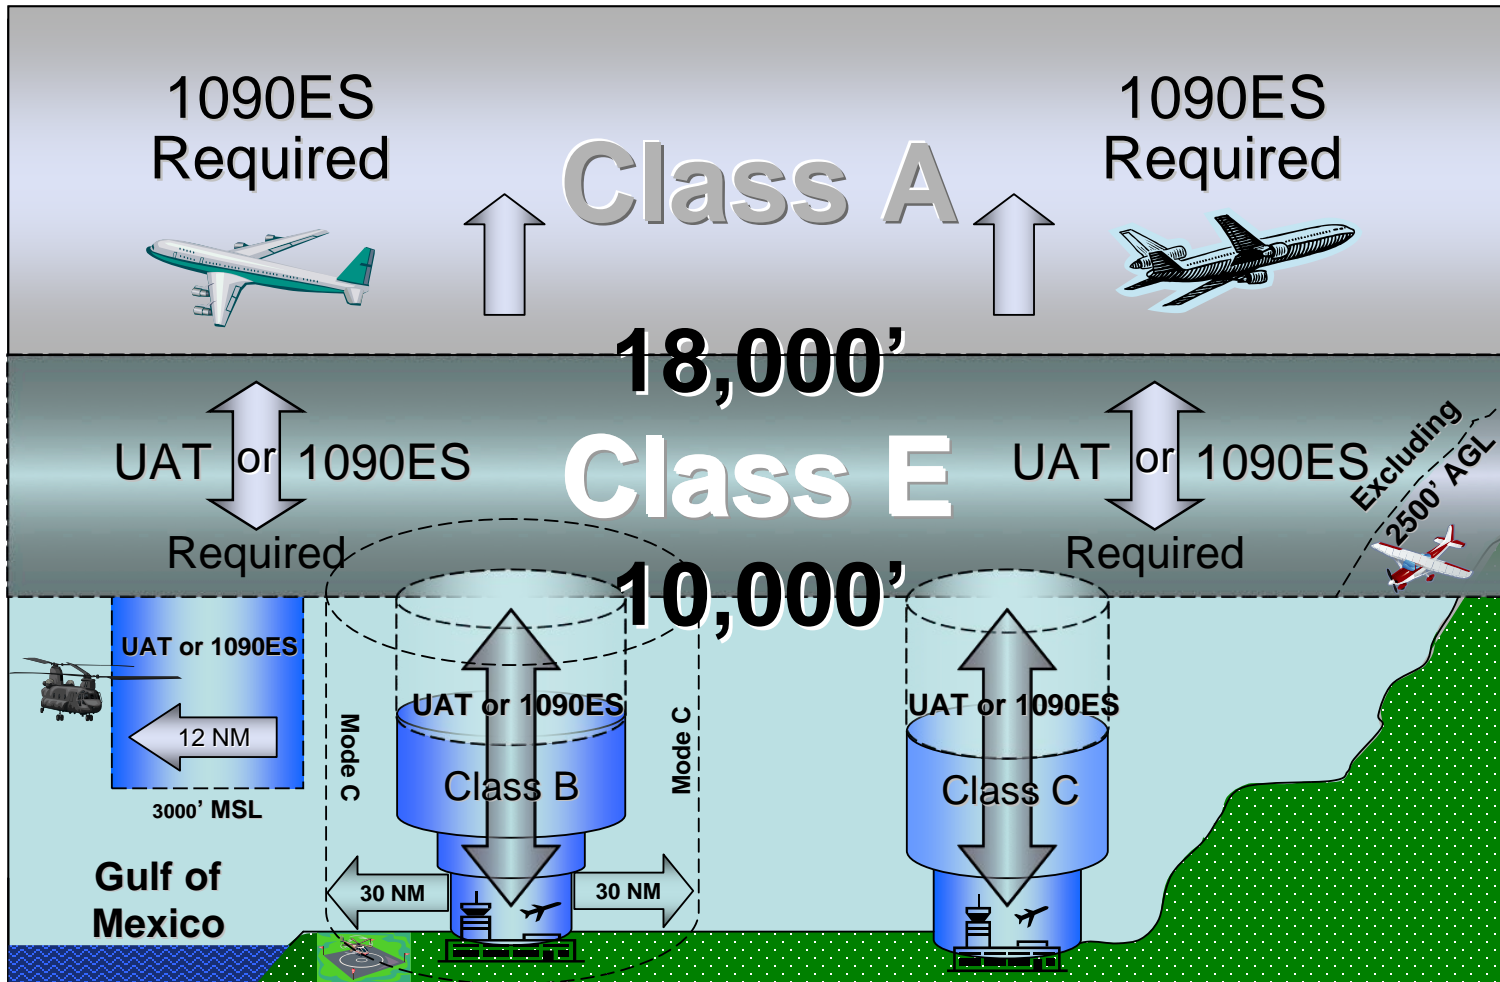 1090ES
Required
1090ES
Required
Class A
18,000’
UAT or 1090ES
Required
Class E
UAT or 1090ES
Required
Excluding
2500’ AGL
10,000’
UAT or 1090ES
12 NM
3000’ MSL
Gulf of
Mexico
Mode C
UAT or 1090ES
Class B
Mode C
30 NM
30 NM
UAT or 1090ES
Class C